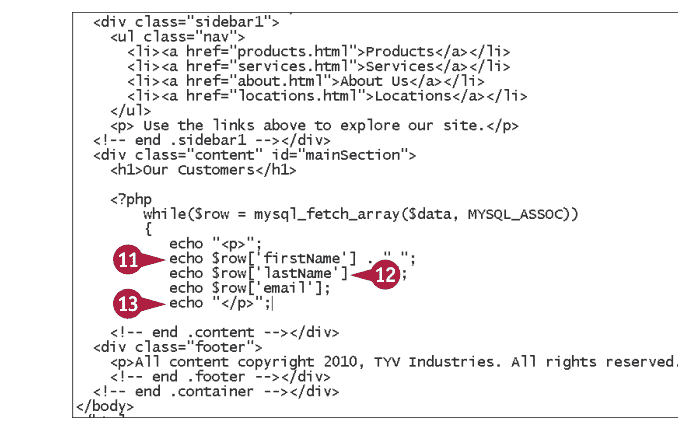 <div class="sidebar1">
<ul class="nav">
<li><a href="products.html">Products</a></li>
<li><a href="services.html">Services</a></li>
<li><a href="about.html">About Us</a></li>
<li><a href="locations.html">Locations</a></li>
</ul>
<p> Use the links above to explore our site.</p>
<!-- end .sidebar1 --></div>
<div class="content" id="mainSection">
<h1>Our Customers</h1>
<?php
while($row = mysql_fetch_array($data, MYSQL_ASSOC))
{
echo "<p>";
11 echo $row['firstName'] . " ";
echo $row['lastName'] 12 ;
echo $row['email'];
13 echo "</p>";
<!-- end .content --></div>
<div class="footer">
<p>All content copyright 2010, TYV Industries. All rights reserved.
<!-- end .footer --></div>
<!-- end .container --></div>
</body>